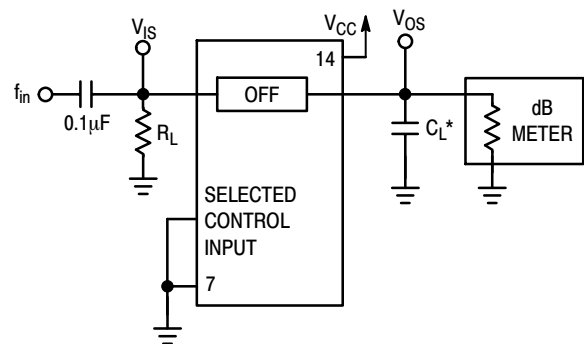 V_IS
V_CC
V_OS
14
f_in
0.1μF
R_L
OFF
C_L*
dB
METER
SELECTED
CONTROL
INPUT
7